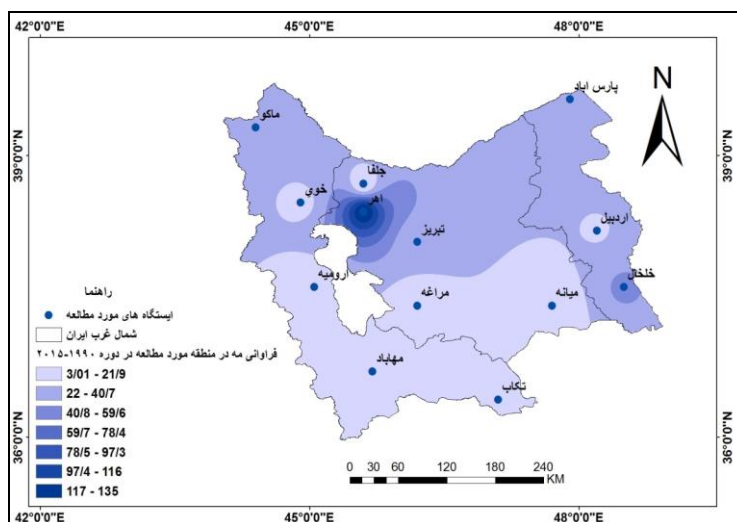 42°0'0"E
45°0'0"E
48°0'0"E
N
پارس اباد
ماکو
39°0'0"N
39°0'0"N
جلفا
خوي
اهر
اردبیل
تبریز
خلخال
ارومیه
راهنما
مراغه
میانه
ایستگاه های مورد مطالعه
شمال غرب ایران
فراوانی مه در منطقه مورد مطالعه در دوره ۱۹۹۰-۲۰۱۵
مهاباد
3/01 - 21/9
تکاب
22 - 40/7
40/8 - 59/6
36°0'0"N
36°0'0"N
59/7 - 78/4
78/5 - 97/3
0 30 60 120 180 240
KM
97/4 - 116
117 - 135
42°0'0"E
45°0'0"E
48°0'0"E